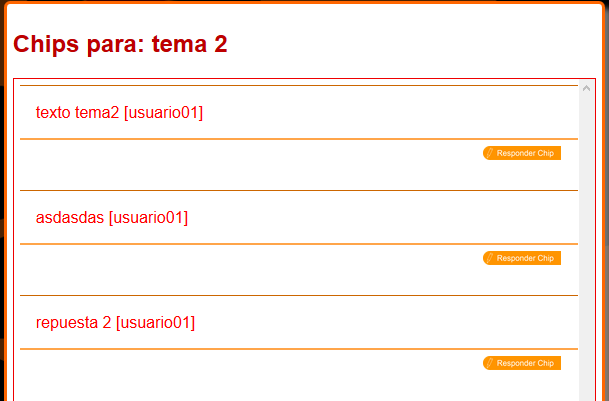 Chips para: tema 2
texto tema2 [usuario01]
Responder Chip
asdasdas [usuario01]
Responder Chip
repuesta 2 [usuario01]
Responder Chip